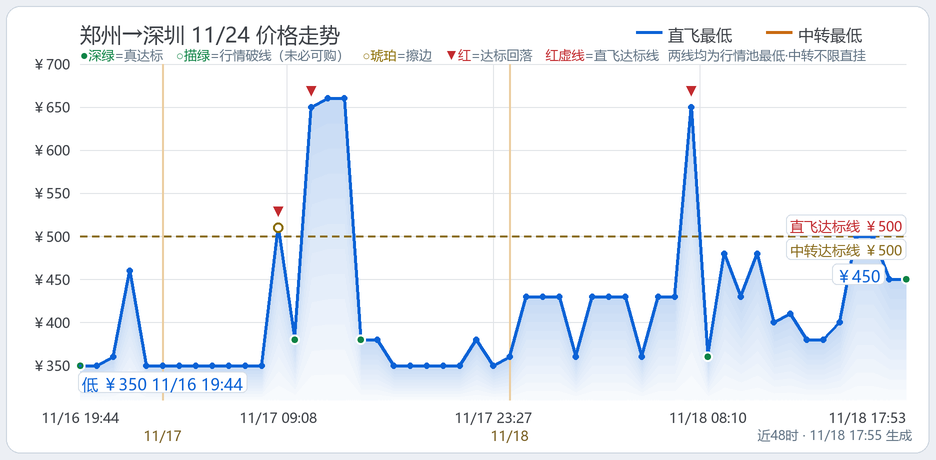 郑州→深圳 11/24 价格走势
直飞最低 中转最低
●深绿=真达标 ○描绿=行情破线（未必可购） ○琥珀=擦边 ▼红=达标回落 红虚线=直飞达标线 两线均为行情池最低·中转不限直挂
¥700
¥650
¥600
¥550
¥500
¥450
¥400
¥350
直飞达标线 ¥500
中转达标线 ¥500
¥450
低 ¥350 11/16 19:44
11/16 19:44 11/17 09:08 11/17 23:27 11/18 08:10 11/18 17:53
11/17 11/18
近48时 · 11/18 17:55 生成